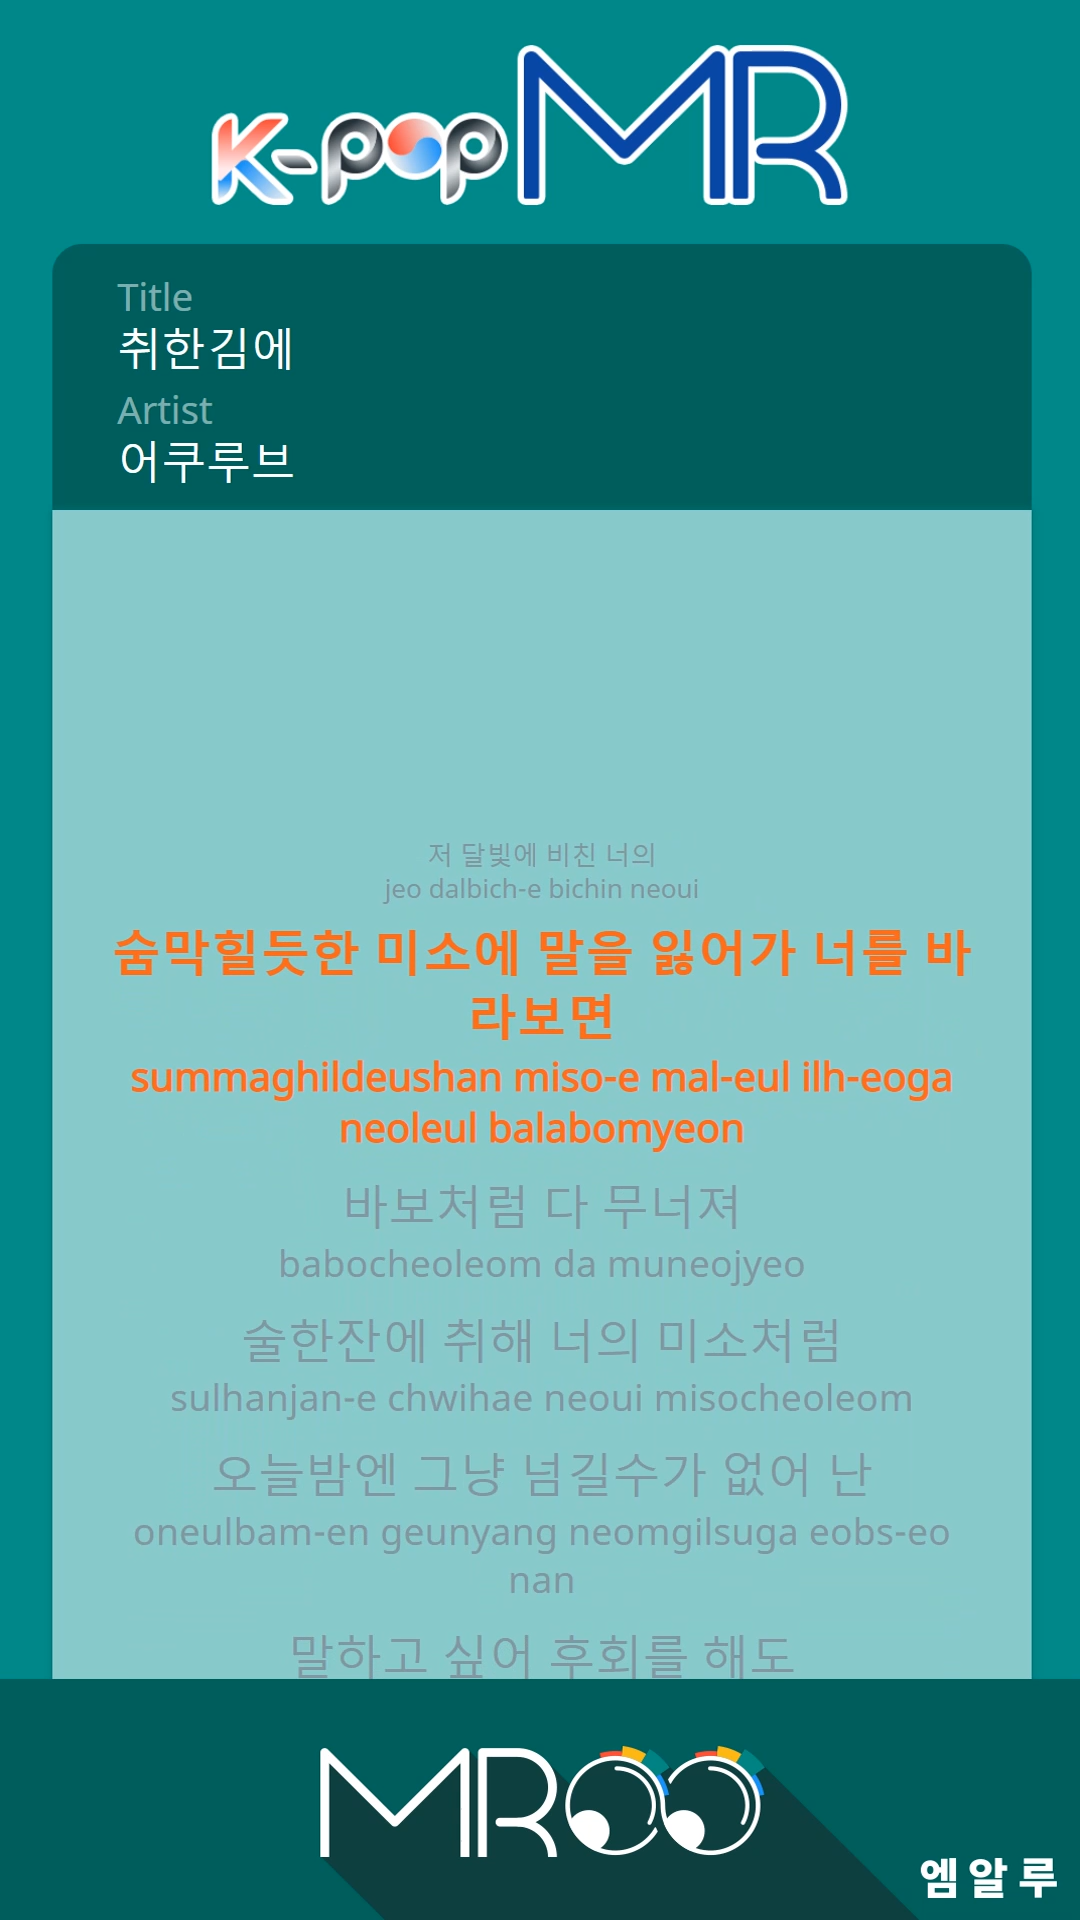 K-pop MR
Title
취한김에
Artist
어쿠루브
저 달빛에 비친 너의
jeo dalbich-e bichin neoui
숨막힐듯한 미소에 말을 잃어가 너를 바
라보면
summaghildeushan miso-e mal-eul ilh-eoga
neoleul balabomyeon
바보처럼 다 무너져
babocheoleom da muneojyeo
술한잔에 취해 너의 미소처럼
sulhanjan-e chwihae neoui misocheoleom
오늘밤엔 그냥 넘길수가 없어 난
oneulbam-en geunyang neomgilsuga eobs-eo
nan
말하고 싶어 후회를 해도
MROO
엠알루